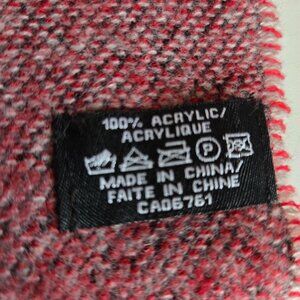 100% ACRYLIC/
ACRYLIQUE
P
MADE IN CHINA/
FAITE IN CHINE
CA06761